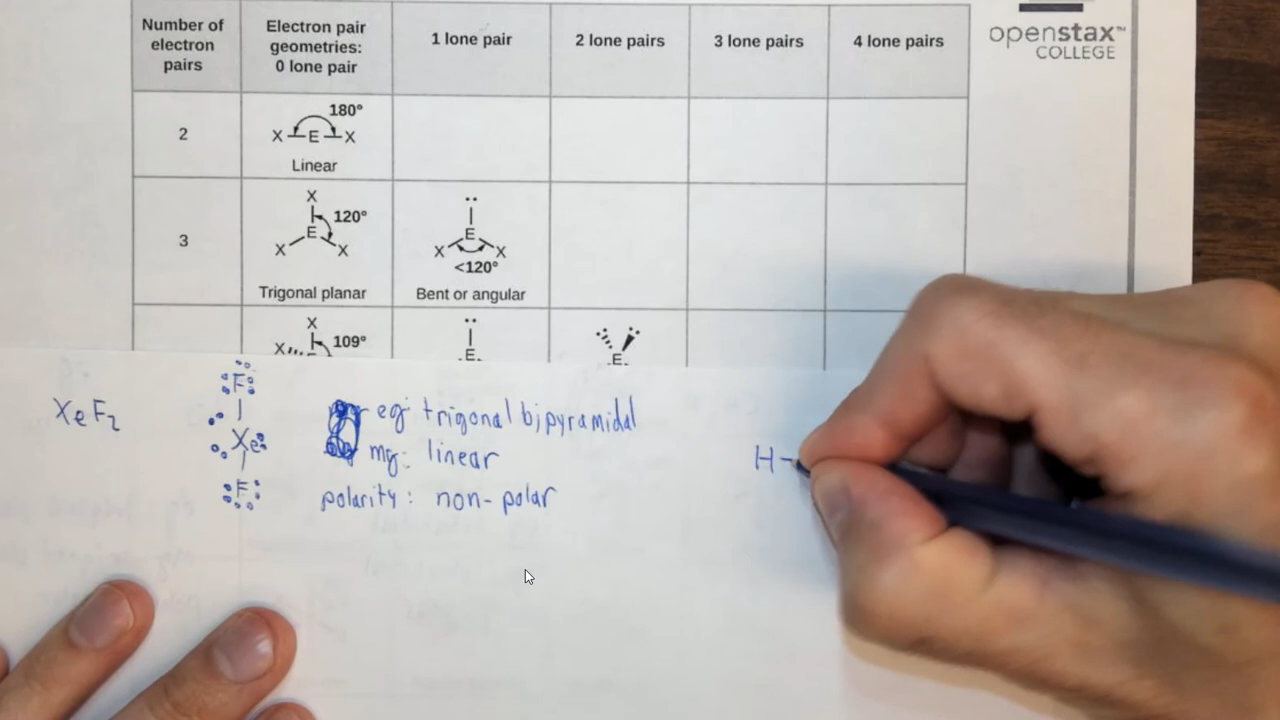 Number of electron pairs
Electron pair geometries: 0 lone pair
1 lone pair
2 lone pairs
3 lone pairs
4 lone pairs
openstax™
COLLEGE
2
180°
X E X
Linear
3
X
120°
E
X X
Trigonal planar
E
X X
<120°
Bent or angular
X
109°
X
E
E
XeF2
F
Xe
F
eg: trigonal bipyramidal
mg: linear
polarity: non-polar
H-